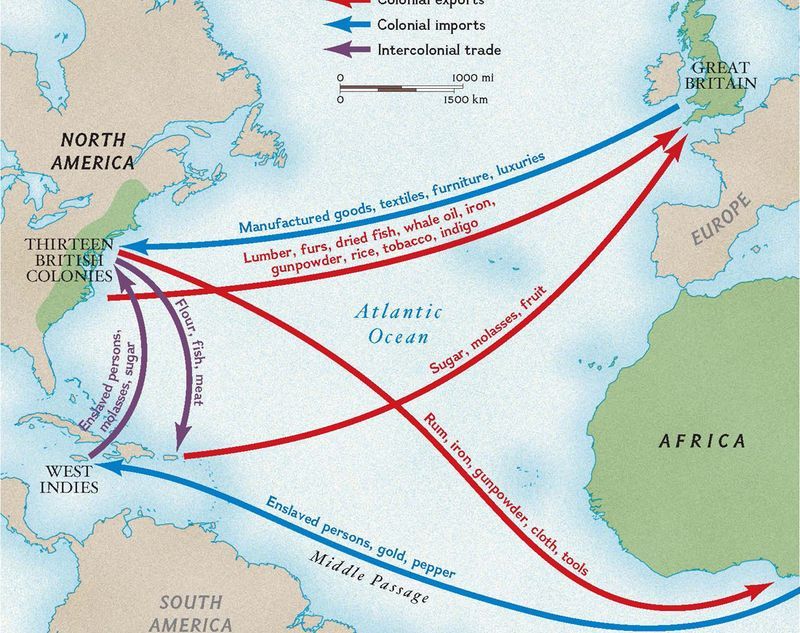 Colonial exports
Colonial imports
Intercolonial trade
0 1000 mi
0 1500 km
GREAT
BRITAIN
NORTH
AMERICA
Manufactured goods, textiles, furniture, luxuries
Lumber, furs, dried fish, whale oil, iron,
gunpowder, rice, tobacco, indigo
EUROPE
THIRTEEN
BRITISH
COLONIES
Atlantic
Ocean
Flour, fish, meat
Enslaved persons,
molasses, sugar
Sugar, molasses, fruit
Rum, iron, gunpowder, cloth, tools
AFRICA
WEST
INDIES
Enslaved persons, gold, pepper
Middle Passage
SOUTH
AMERICA